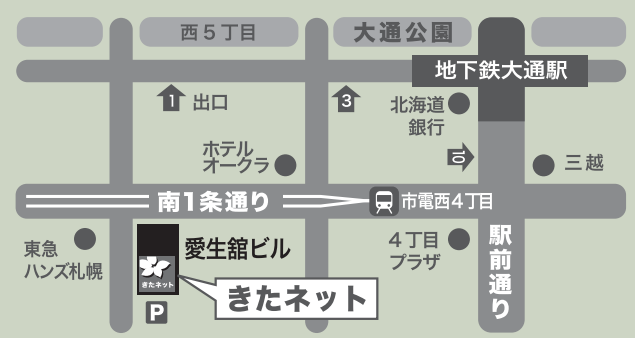 西5丁目
大通公園
地下鉄大通駅
1 出口
3
北海道
銀行
10
ホテル
オークラ
三越
南1条通り
市電西4丁目
東急
ハンズ札幌
愛生舘ビル
きたネット
P
きたネット
4丁目
プラザ
駅前通り